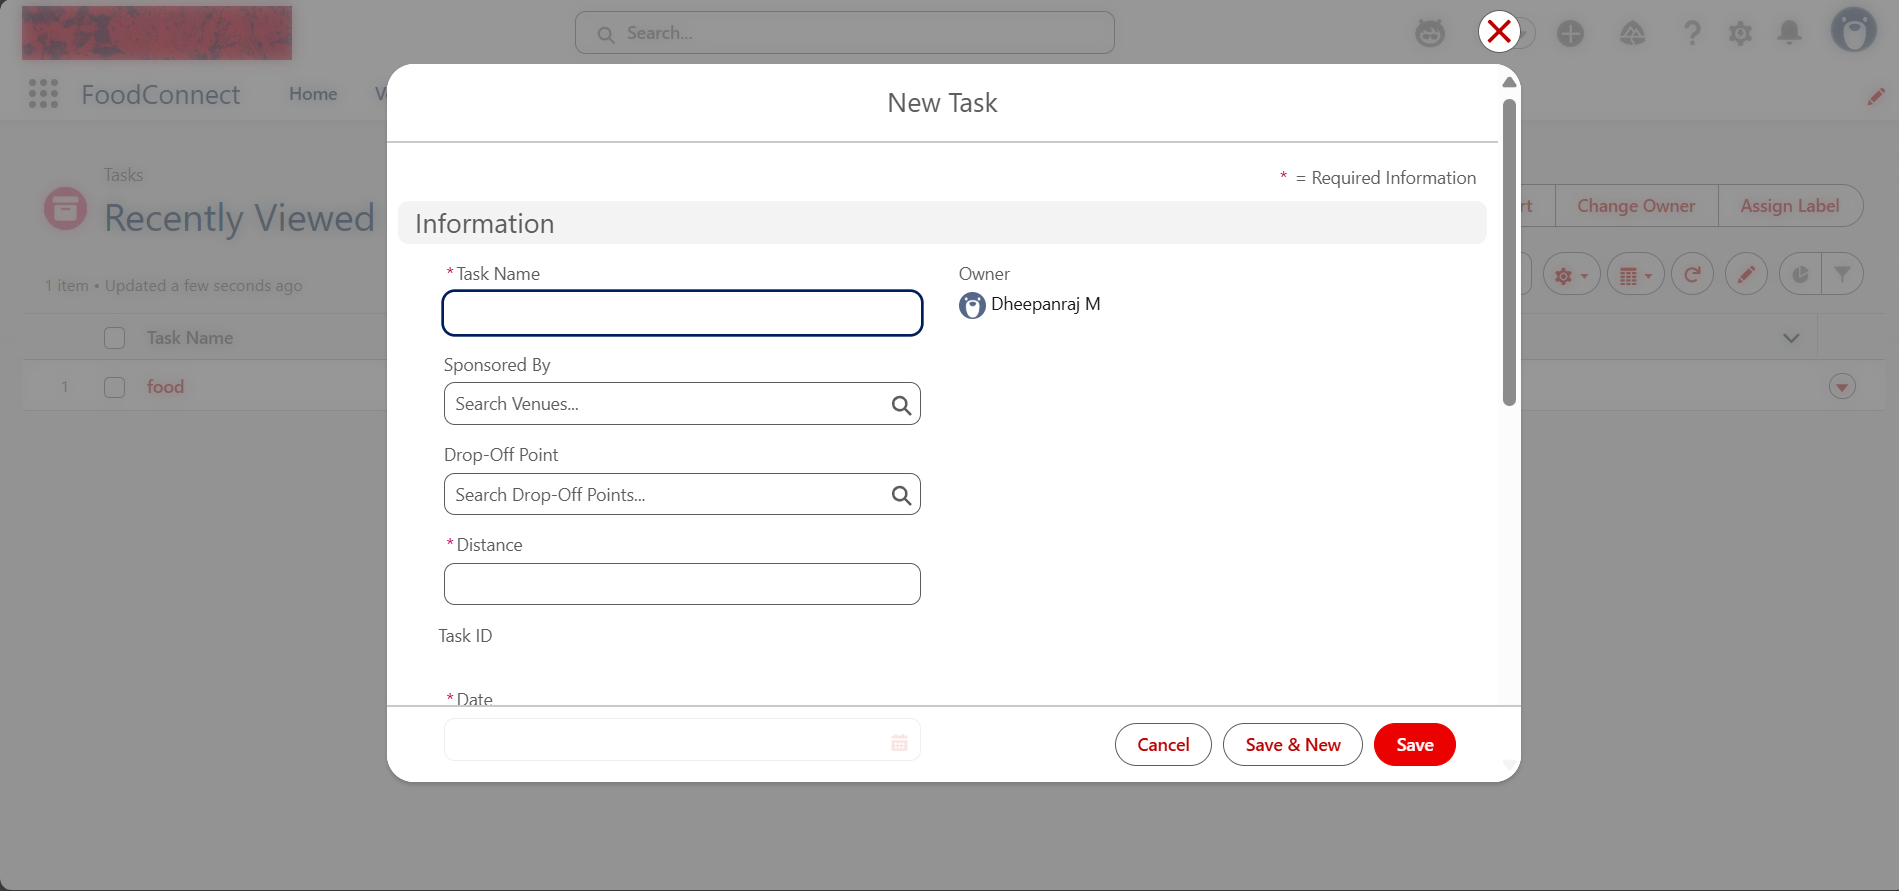 Search...
FoodConnect
Home
New Task
* = Required Information
Tasks
Recently Viewed
Change Owner
Assign Label
1 item • Updated a few seconds ago
Task Name
1
food
Information
*Task Name
Owner
Dheepanraj M
Sponsored By
Search Venues...
Drop-Off Point
Search Drop-Off Points...
*Distance
Task ID
*Date
Cancel
Save & New
Save